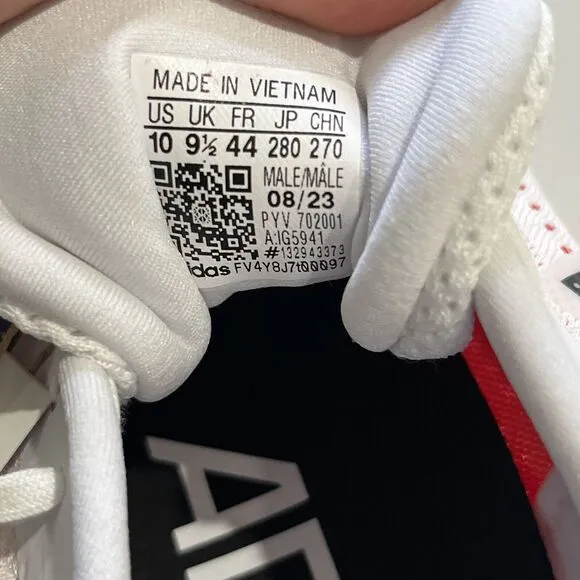 MADE IN VIETNAM
US UK FR JP CHN
10 9½ 44 280 270
MALE/MÂLE
08/23
PYV 702001
A:IG5941
#132943373
FV4Y8J7t00097